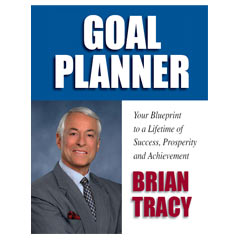 GOAL
PLANNER
Your Blueprint
to a Lifetime of
Success, Prosperity
and Achievement
BRIAN
TRACY